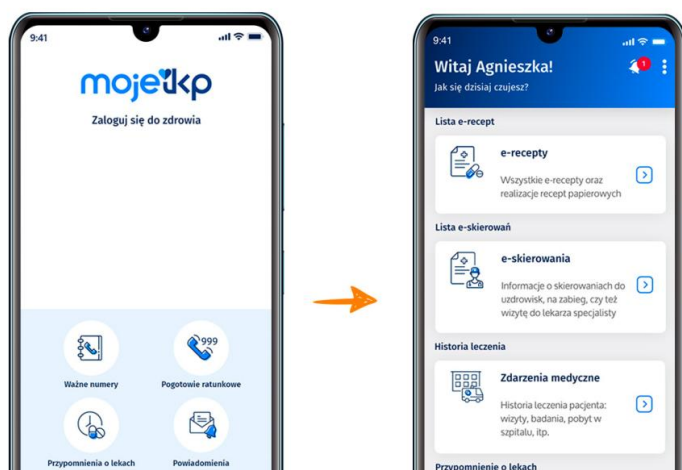 9:41
mojeikp
Zaloguj się do zdrowia
999
Ważne numery
Pogotowie ratunkowe
Przypomnienia o lekach
Powiadomienia
9:41
Witaj Agnieszka!
1
Jak się dzisiaj czujesz?
Lista e-recept
e-recepty
Wszystkie e-recepty oraz
realizacje recept papierowych
Lista e-skierowań
e-skierowania
Informacje o skierowaniach do
uzdrowisk, na zabieg, czy też
wizytę do lekarza specjalisty
Historia leczenia
Zdarzenia medyczne
Historia leczenia pacjenta:
wizyty, badania, pobyt w
szpitalu, itp.
Przypomnienie o lekach